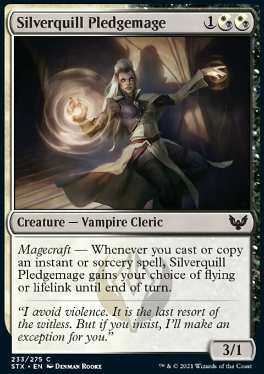 Silverquill Pledgemage 1
Creature — Vampire Cleric
Magecraft — Whenever you cast or copy
an instant or sorcery spell, Silverquill
Pledgemage gains your choice of flying
or lifelink until end of turn.
“I avoid violence. It is the last resort of
the witless. But if you insist, I’ll make an
exception for you.”
3/1
233/275 C
STX • EN DENMAN ROOKE
™ & © 2021 Wizards of the Coast